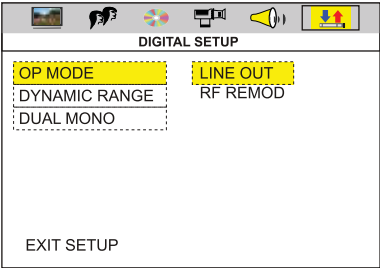 DIGITAL SETUP
OP MODE LINE OUT
DYNAMIC RANGE RF REMOD
DUAL MONO
EXIT SETUP